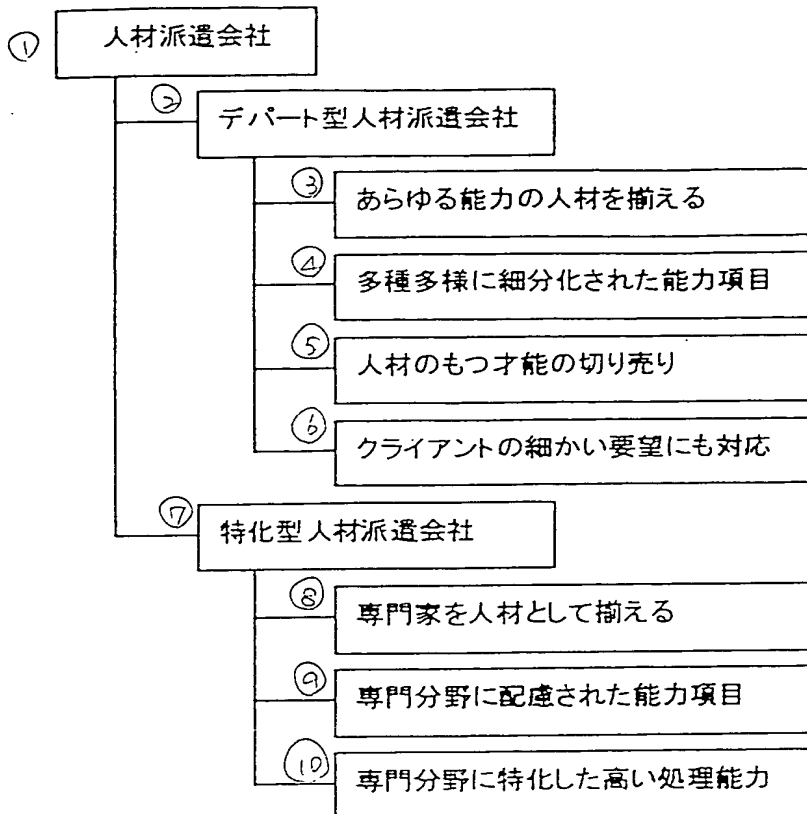 ① 人材派遣会社
② デパート型人材派遣会社
③ あらゆる能力の人材を揃える
④ 多種多様に細分化された能力項目
⑤ 人材のもつ才能の切り売り
⑥ クライアントの細かい要望にも対応
⑦ 特化型人材派遣会社
⑧ 専門家を人材として揃える
⑨ 専門分野に配慮された能力項目
⑩ 専門分野に特化した高い処理能力